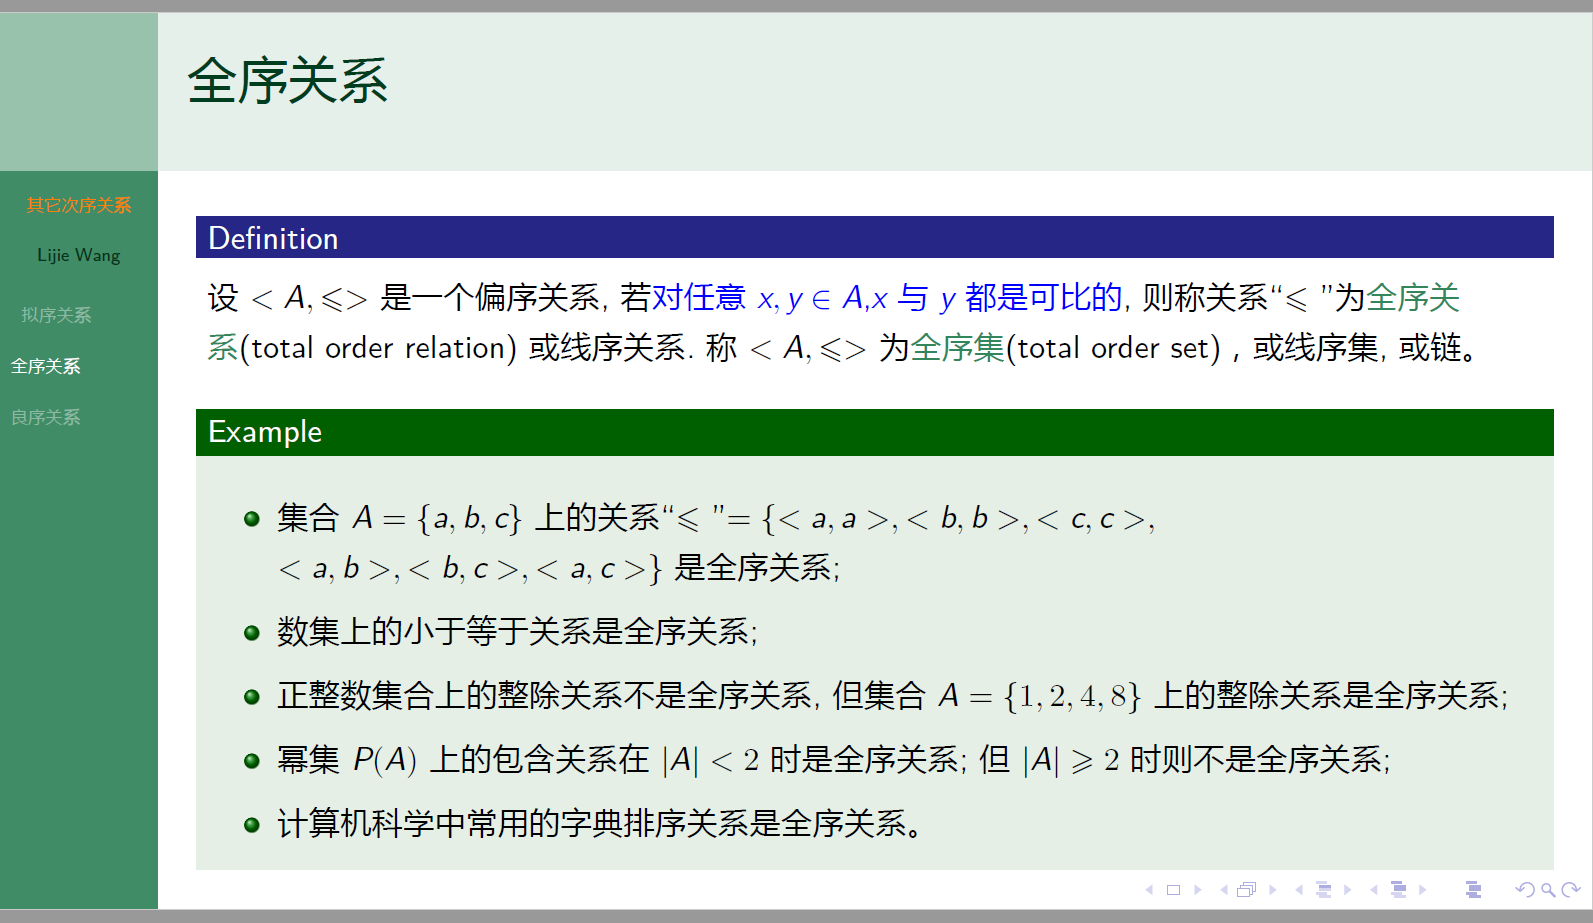 全序关系
其它次序关系
Lijie Wang
拟序关系
全序关系
良序关系
Definition
设 < A, ⩽> 是一个偏序关系, 若对任意 x, y ∈ A,x 与 y 都是可比的, 则称关系“⩽ ”为全序关
系(total order relation) 或线序关系. 称 < A, ⩽> 为全序集(total order set) , 或线序集, 或链。
Example
集合 A = {a, b, c} 上的关系“⩽ ”= {< a, a >, < b, b >, < c, c >,
< a, b >, < b, c >, < a, c >} 是全序关系;
数集上的小于等于关系是全序关系;
正整数集合上的整除关系不是全序关系, 但集合 A = {1, 2, 4, 8} 上的整除关系是全序关系;
幂集 P(A) 上的包含关系在 |A| < 2 时是全序关系; 但 |A| ⩾ 2 时则不是全序关系;
计算机科学中常用的字典排序关系是全序关系。